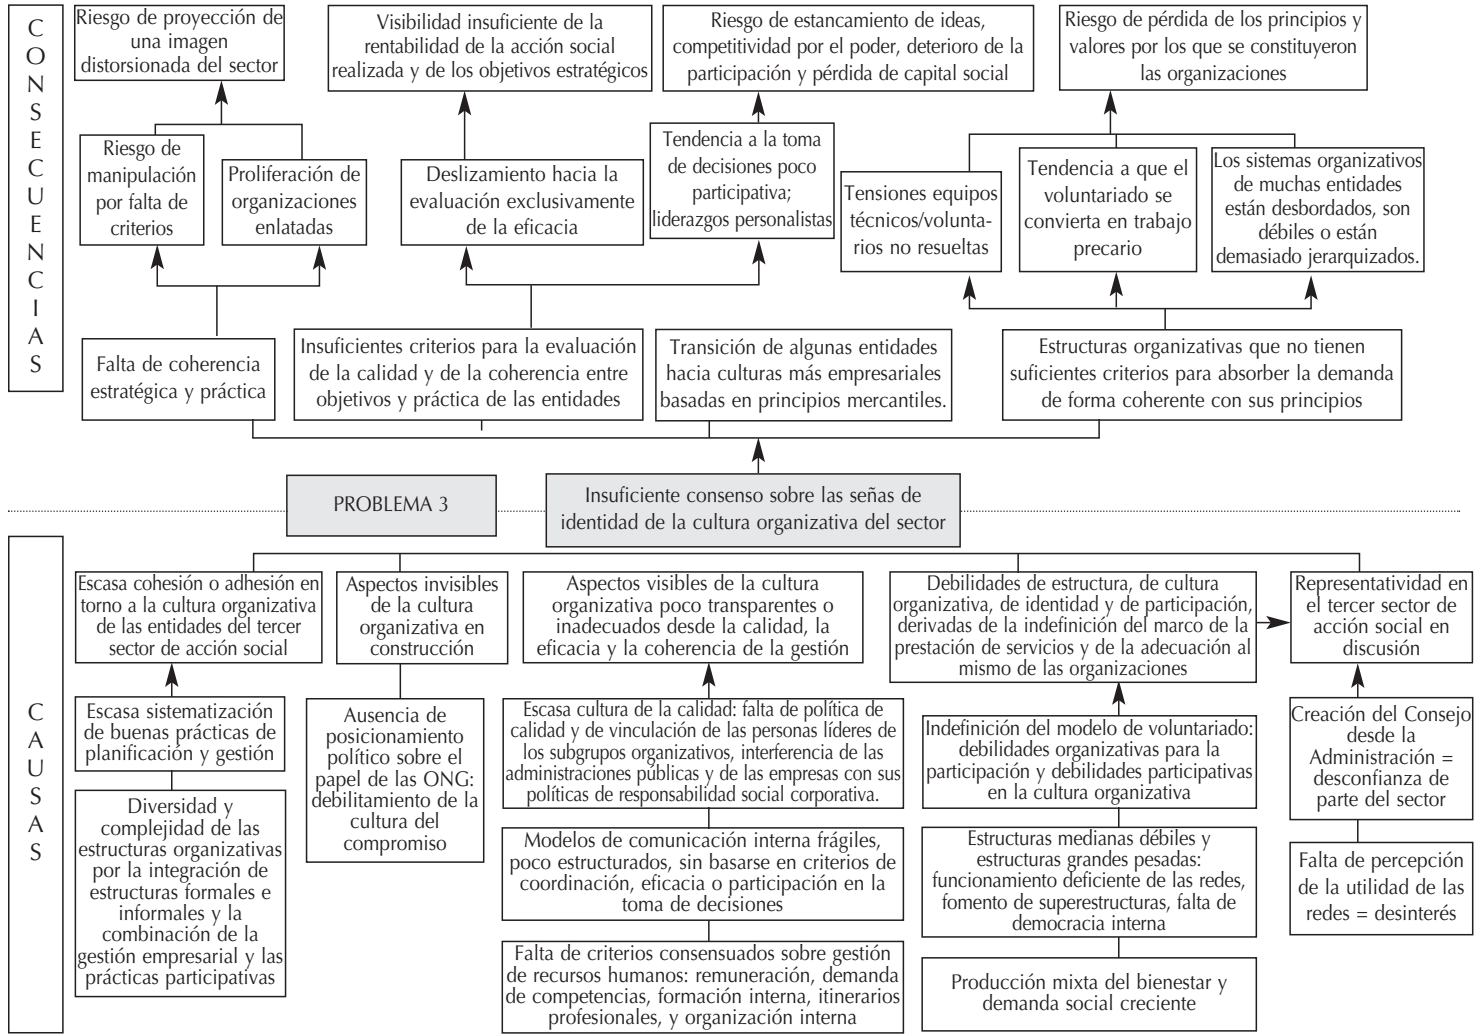 CONSECUENCIAS
Riesgo de proyección de
una imagen
distorsionada del sector
Visibilidad insuficiente de la
rentabilidad de la acción social
realizada y de los objetivos estratégicos
Riesgo de estancamiento de ideas,
competitividad por el poder, deterioro de la
participación y pérdida de capital social
Riesgo de pérdida de los principios y
valores por los que se constituyeron
las organizaciones
Riesgo de
manipulación
por falta de
criterios
Proliferación de
organizaciones
enlatadas
Deslizamiento hacia la
evaluación exclusivamente
de la eficacia
Tendencia a la toma
de decisiones poco
participativa;
liderazgos personalistas
Tensiones equipos
técnicos/volunta-
rios no resueltas
Tendencia a que el
voluntariado se
convierta en trabajo
precario
Los sistemas organizativos
de muchas entidades
están desbordados, son
débiles o están
demasiado jerarquizados.
Falta de coherencia
estratégica y práctica
Insuficientes criterios para la evaluación
de la calidad y de la coherencia entre
objetivos y práctica de las entidades
Transición de algunas entidades
hacia culturas más empresariales
basadas en principios mercantiles.
Estructuras organizativas que no tienen
suficientes criterios para absorber la demanda
de forma coherente con sus principios
PROBLEMA 3
Insuficiente consenso sobre las señas de
identidad de la cultura organizativa del sector
CAUSAS
Escasa cohesión o adhesión en
torno a la cultura organizativa
de las entidades del tercer
sector de acción social
Aspectos invisibles
de la cultura
organizativa en
construcción
Aspectos visibles de la cultura
organizativa poco transparentes o
inadecuados desde la calidad, la
eficacia y la coherencia de la gestión
Debilidades de estructura, de cultura
organizativa, de identidad y de participación,
derivadas de la indefinición del marco de la
prestación de servicios y de la adecuación al
mismo de las organizaciones
Representatividad en
el tercer sector de
acción social en
discusión
Escasa sistematización
de buenas prácticas de
planificación y gestión
Ausencia de
posicionamiento
político sobre el
papel de las ONG:
debilitamiento de la
cultura del
compromiso
Escasa cultura de la calidad: falta de política de
calidad y de vinculación de las personas líderes de
los subgrupos organizativos, interferencia de las
administraciones públicas y de las empresas con sus
políticas de responsabilidad social corporativa.
Indefinición del modelo de voluntariado:
debilidades organizativas para la
participación y debilidades participativas
en la cultura organizativa
Creación del Consejo
desde la
Administración =
desconfianza de
parte del sector
Diversidad y
complejidad de las
estructuras organizativas
por la integración de
estructuras formales e
informales y la
combinación de la
gestión empresarial y las
prácticas participativas
Modelos de comunicación interna frágiles,
poco estructurados, sin basarse en criterios de
coordinación, eficacia o participación en la
toma de decisiones
Estructuras medianas débiles y
estructuras grandes pesadas:
funcionamiento deficiente de las redes,
fomento de superestructuras, falta de
democracia interna
Falta de percepción
de la utilidad de las
redes = desinterés
Falta de criterios consensuados sobre gestión
de recursos humanos: remuneración, demanda
de competencias, formación interna, itinerarios
profesionales, y organización interna
Producción mixta del bienestar y
demanda social creciente